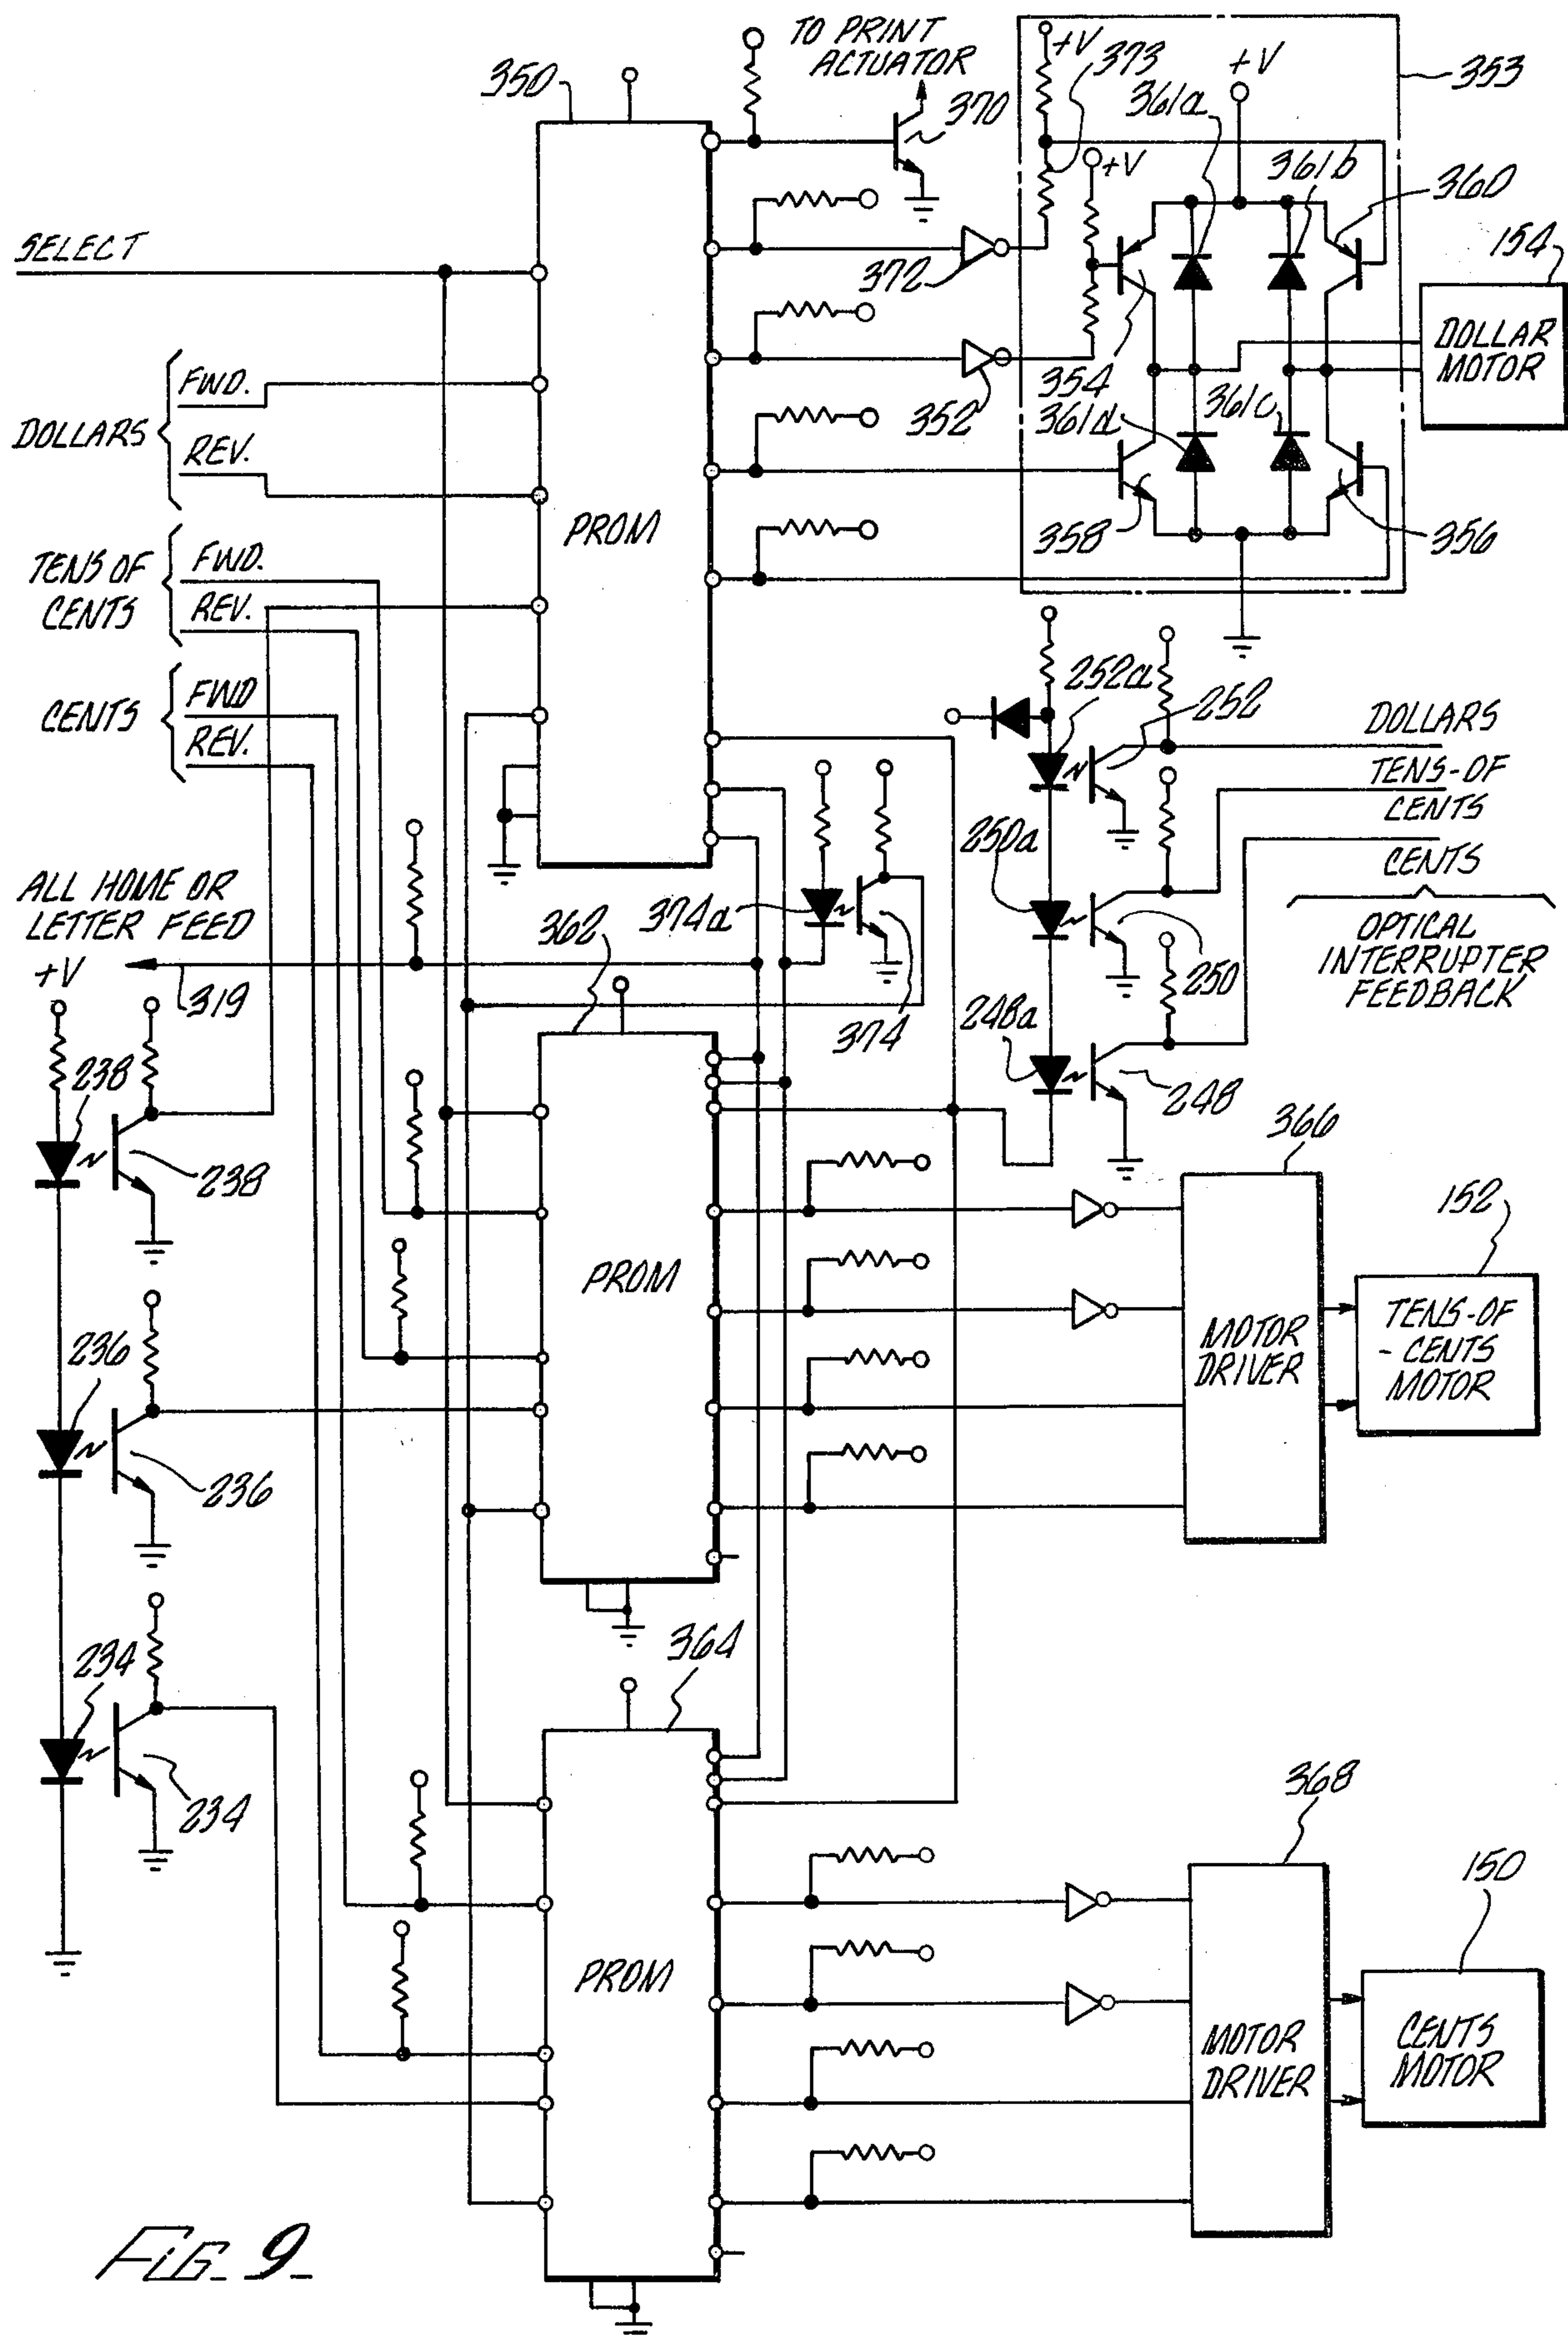 TO PRINT
ACTUATOR
350
370
+V
373
+V
353
361a
361b
360
+V
154
SELECT
372
DOLLAR
MOTOR
DOLLARS
FWD.
REV.
352
354
361d
361c
358
356
PROM
TENS OF
CENTS
FWD.
REV.
CENTS
FWD
REV.
252a
252
DOLLARS
TENS-OF
CENTS
CENTS
250a
250
OPTICAL
INTERRUPTER
FEEDBACK
ALL HOME OR
LETTER FEED
374a
362
+V
319
374
248a
248
238
238
366
152
PROM
MOTOR
DRIVER
TENS-OF
- CENTS
MOTOR
236
236
364
234
234
368
150
PROM
MOTOR
DRIVER
CENTS
MOTOR
FIG. 9